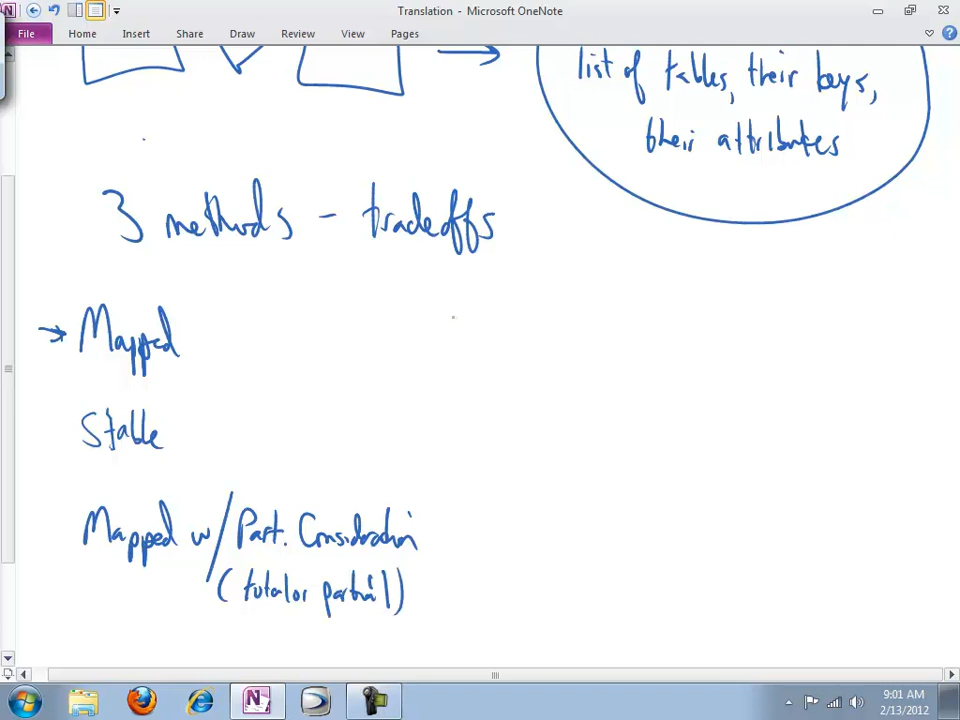 Translation - Microsoft OneNote
File Home Insert Share Draw Review View Pages
list of tables, their keys,
their attributes
3 methods - tradeoffs
→ Mapped
Stable
Mapped w/ Part. Consideration
(total or partial)
9:01 AM
2/13/2012